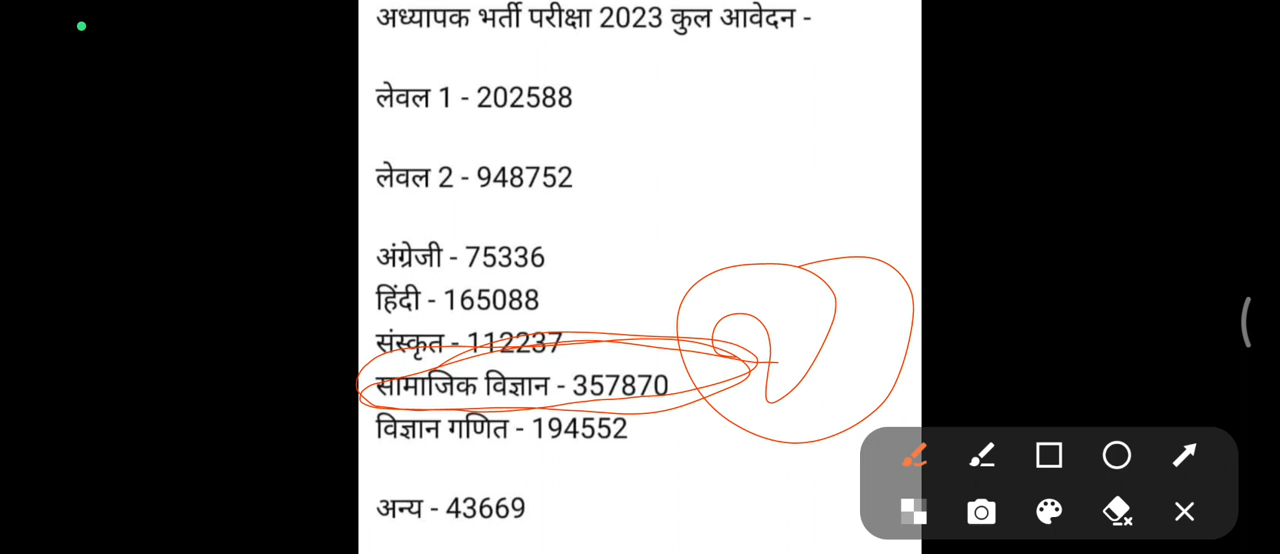 अध्यापक भर्ती परीक्षा 2023 कुल आवेदन -
लेवल 1 - 202588
लेवल 2 - 948752
अंग्रेजी - 75336
हिंदी - 165088
संस्कृत - 112237
सामाजिक विज्ञान - 357870
विज्ञान गणित - 194552
अन्य - 43669